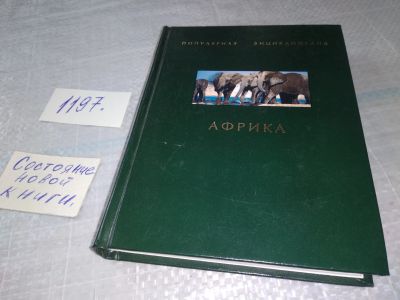 ПОПУЛЯРНАЯ ЭНЦИКЛОПЕДИЯ
АФРИКА
1197.
Состояние
новой
книги.